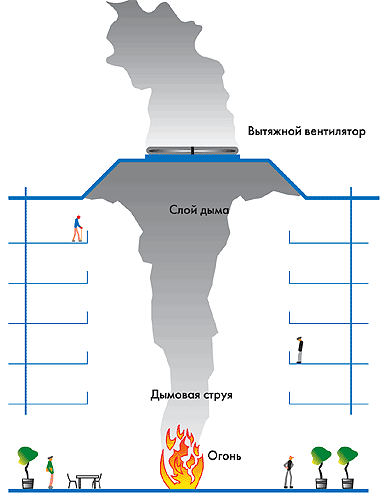 Вытяжной вентилятор
Слой дыма
Дымовая струя
Огонь